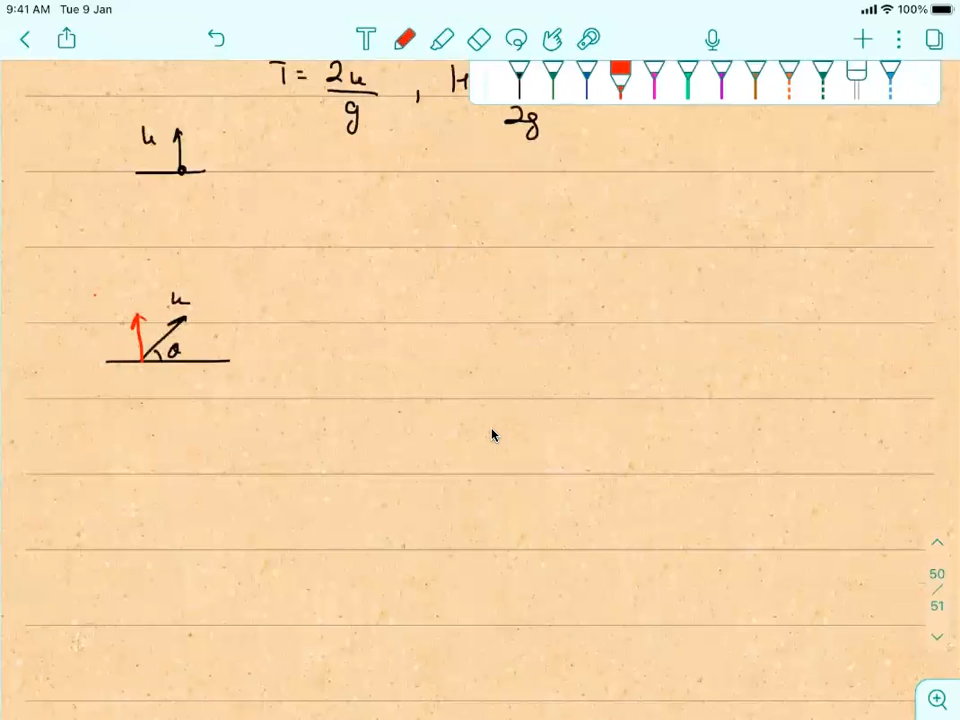 9:41 AM Tue 9 Jan 100%
T
T = 2u/g , H
2g
u
u
θ
50
/
51